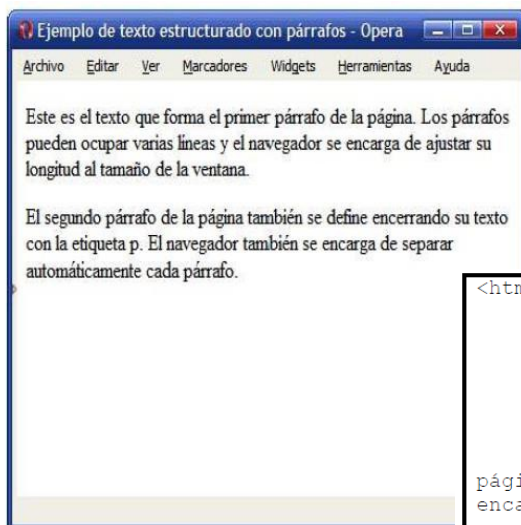 Ejemplo de texto estructurado con párrafos - Opera
Archivo Editar Ver Marcadores Widgets Herramientas Ayuda
Este es el texto que forma el primer párrafo de la página. Los párrafos
pueden ocupar varias líneas y el navegador se encarga de ajustar su
longitud al tamaño de la ventana.
El segundo párrafo de la página también se define encerrando su texto
con la etiqueta p. El navegador también se encarga de separar
automáticamente cada párrafo.
<htm
pági
enca